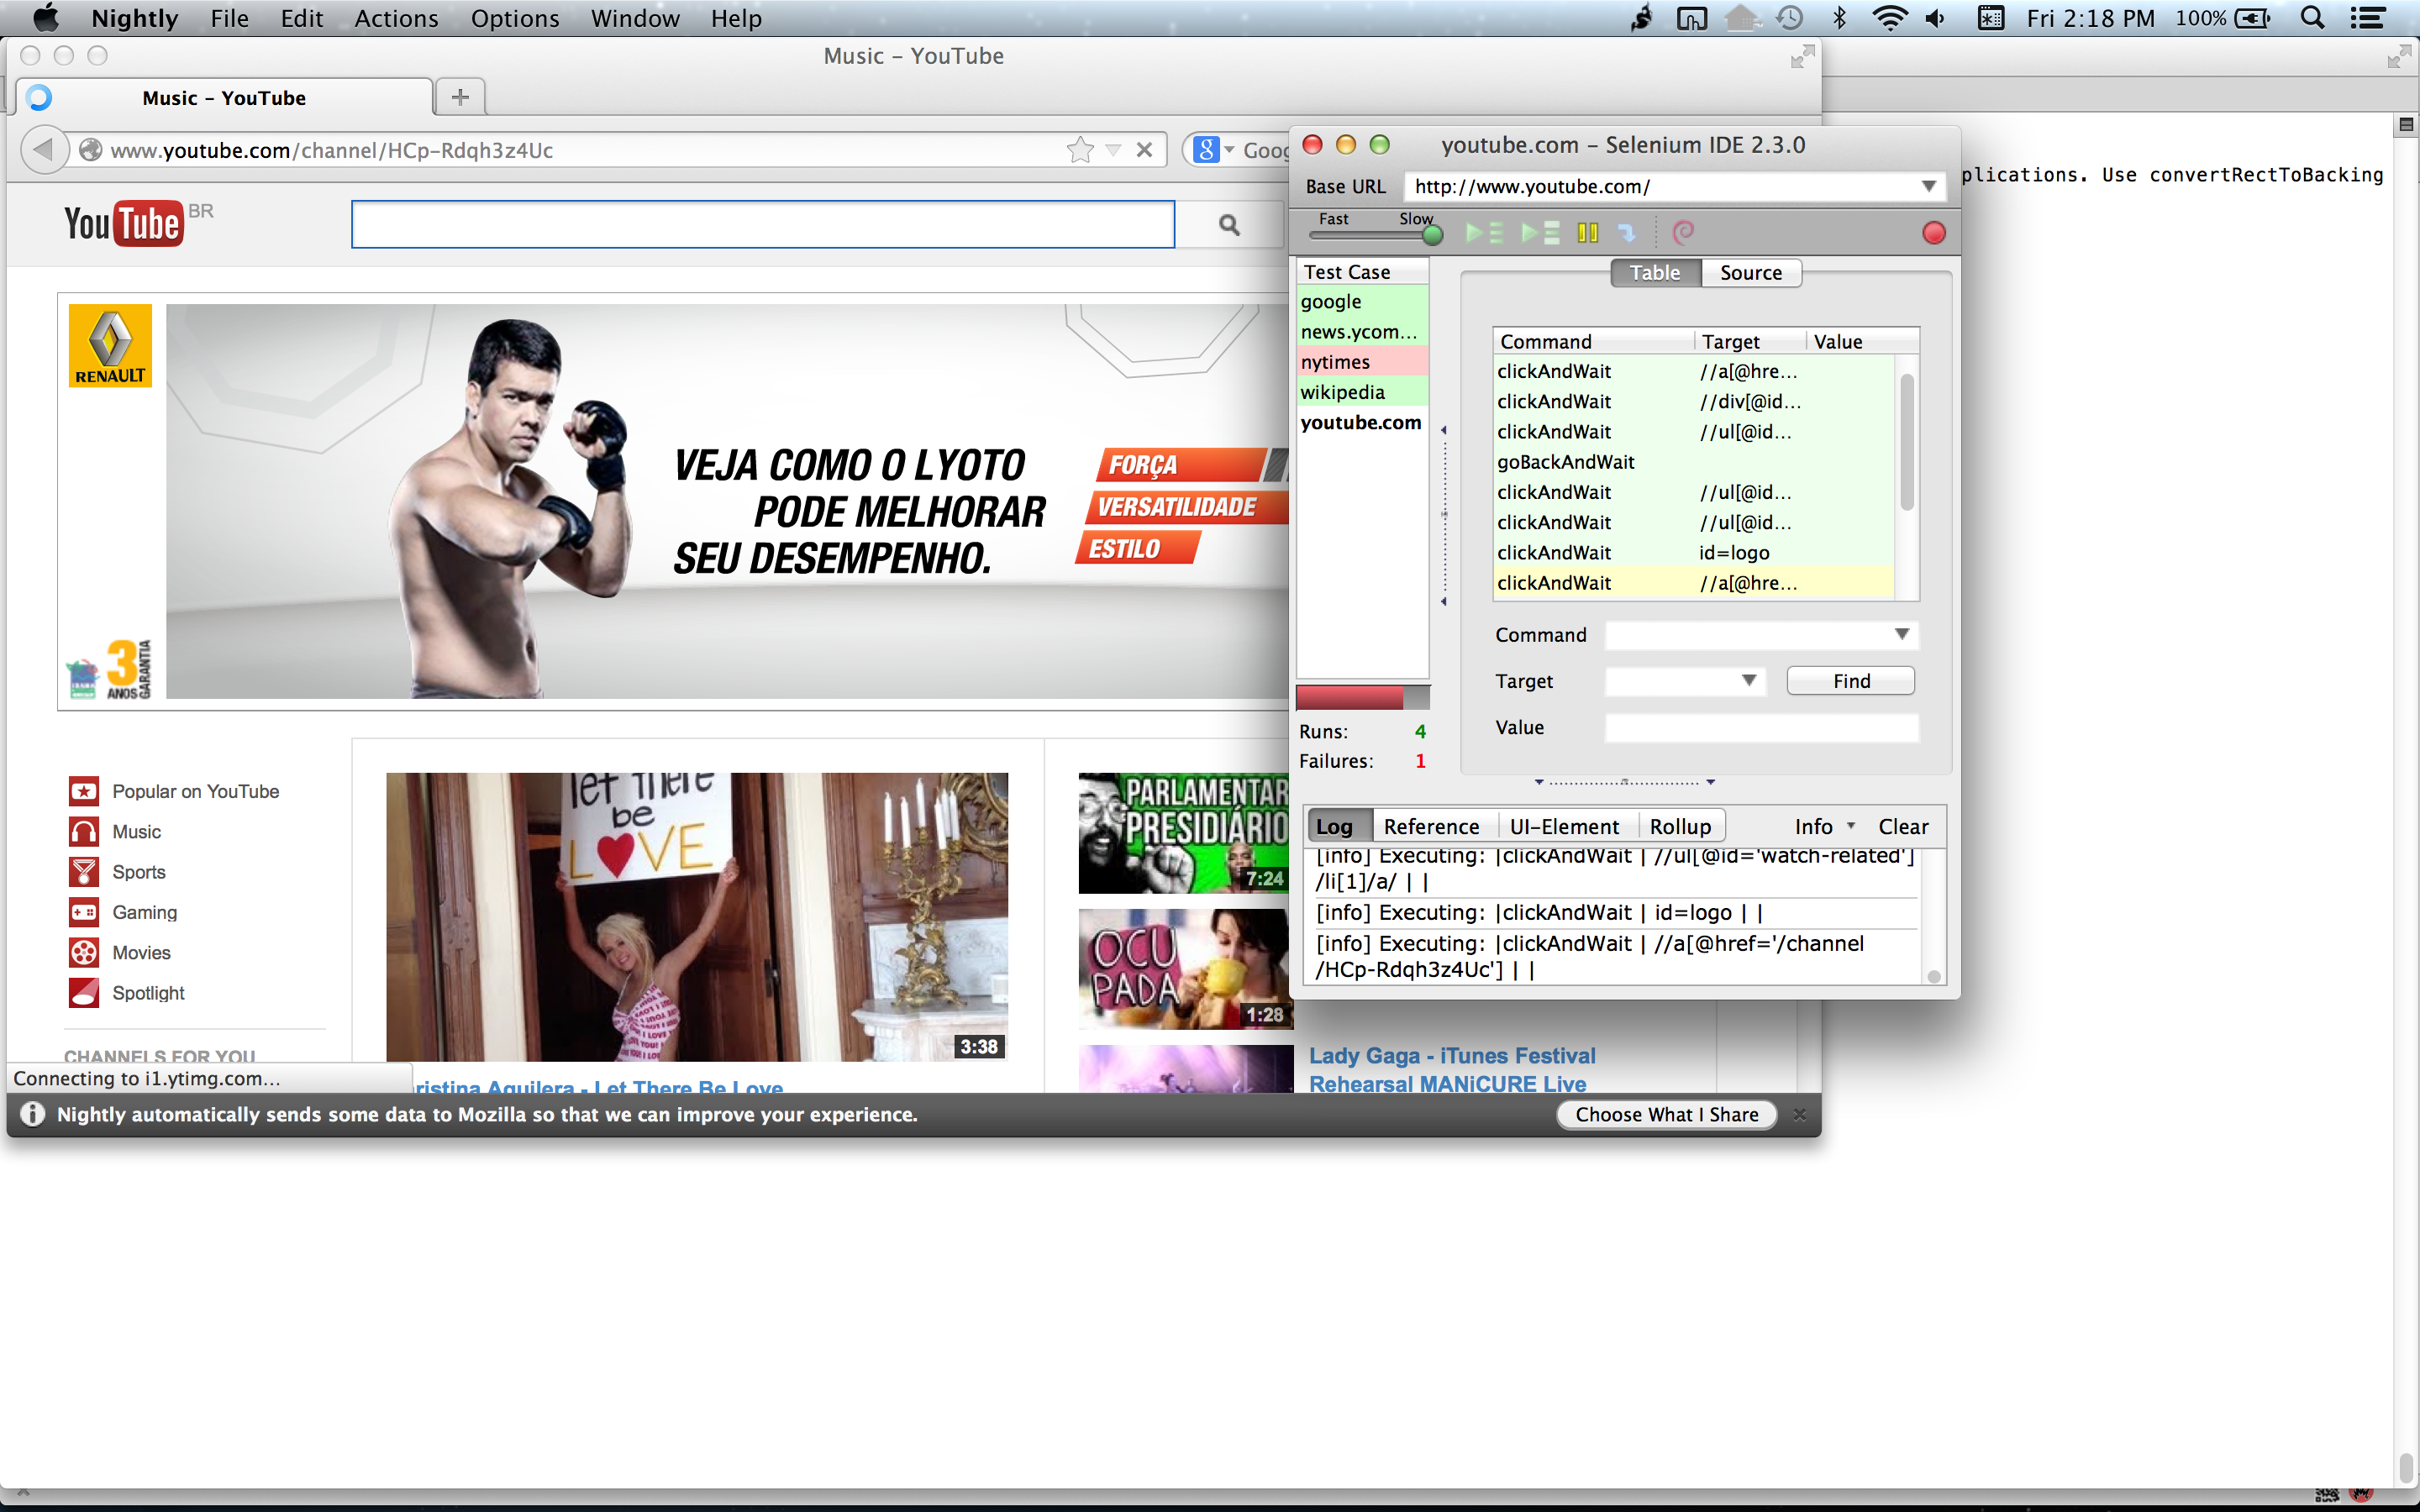 Nightly File Edit Actions Options Window Help
Fri 2:18 PM 100%
Music – YouTube
Music – YouTube
www.youtube.com/channel/HCp-Rdqh3z4Uc
Goog
YouTube BR
RENAULT
VEJA COMO O LYOTO
PODE MELHORAR
SEU DESEMPENHO.
FORÇA
VERSATILIDADE
ESTILO
3
ANOS
GARANTIA
Popular on YouTube
Music
Sports
Gaming
Movies
Spotlight
CHANNELS FOR YOU
let there
be
LOVE
3:38
ristina Aguilera - Let There Be Love
PARLAMENTAR
PRESIDIÁRIO
7:24
OCU
PADA
1:28
Lady Gaga - iTunes Festival
Rehearsal MANiCURE Live
Connecting to i1.ytimg.com...
Nightly automatically sends some data to Mozilla so that we can improve your experience.
Choose What I Share
youtube.com – Selenium IDE 2.3.0
Base URL http://www.youtube.com/
Fast Slow
Test Case
google
news.ycom...
nytimes
wikipedia
youtube.com
Runs: 4
Failures: 1
Table Source
Command Target Value
clickAndWait //a[@hre...
clickAndWait //div[@id...
clickAndWait //ul[@id...
goBackAndWait
clickAndWait //ul[@id...
clickAndWait //ul[@id...
clickAndWait id=logo
clickAndWait //a[@hre...
Command
Target Find
Value
Log Reference UI-Element Rollup Info Clear
[info] Executing: |clickAndWait | //ul[@id='watch-related']
/li[1]/a/ | |
[info] Executing: |clickAndWait | id=logo | |
[info] Executing: |clickAndWait | //a[@href='/channel
/HCp-Rdqh3z4Uc'] | |
plications. Use convertRectToBacking